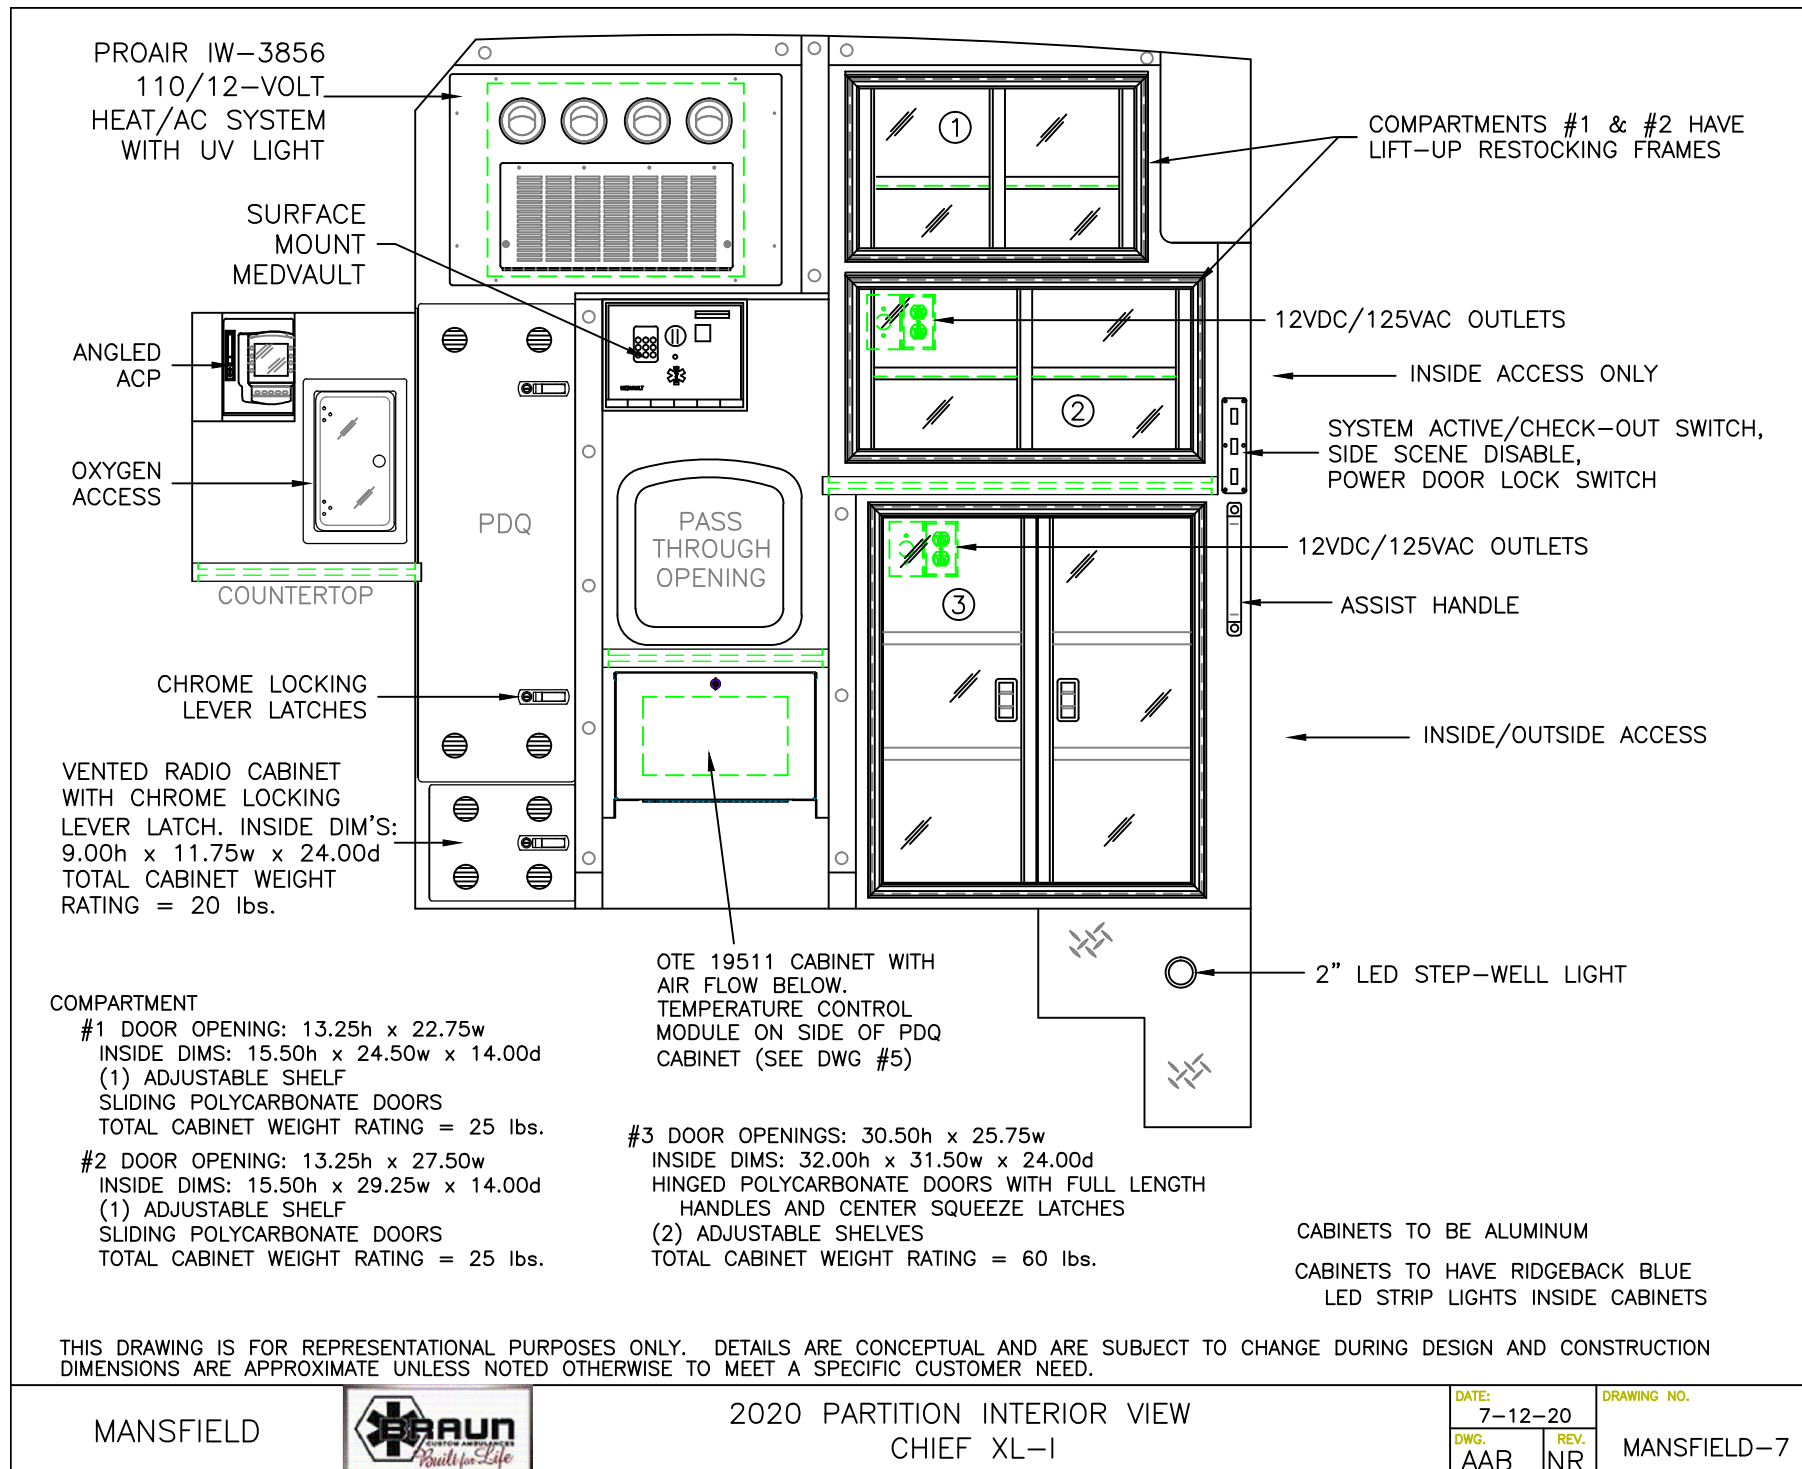 PROAIR IW-3856
110/12-VOLT
HEAT/AC SYSTEM
WITH UV LIGHT
SURFACE
MOUNT
MEDVAULT
ANGLED
ACP
OXYGEN
ACCESS
COUNTERTOP
PDQ
MEDVAULT
PASS
THROUGH
OPENING
1
2
3
COMPARTMENTS #1 & #2 HAVE
LIFT-UP RESTOCKING FRAMES
12VDC/125VAC OUTLETS
INSIDE ACCESS ONLY
SYSTEM ACTIVE/CHECK-OUT SWITCH,
SIDE SCENE DISABLE,
POWER DOOR LOCK SWITCH
12VDC/125VAC OUTLETS
ASSIST HANDLE
INSIDE/OUTSIDE ACCESS
2" LED STEP-WELL LIGHT
CHROME LOCKING
LEVER LATCHES
VENTED RADIO CABINET
WITH CHROME LOCKING
LEVER LATCH. INSIDE DIM'S:
9.00h x 11.75w x 24.00d
TOTAL CABINET WEIGHT
RATING = 20 lbs.
OTE 19511 CABINET WITH
AIR FLOW BELOW.
TEMPERATURE CONTROL
MODULE ON SIDE OF PDQ
CABINET (SEE DWG #5)
COMPARTMENT
#1 DOOR OPENING: 13.25h x 22.75w
INSIDE DIMS: 15.50h x 24.50w x 14.00d
(1) ADJUSTABLE SHELF
SLIDING POLYCARBONATE DOORS
TOTAL CABINET WEIGHT RATING = 25 lbs.
#2 DOOR OPENING: 13.25h x 27.50w
INSIDE DIMS: 15.50h x 29.25w x 14.00d
(1) ADJUSTABLE SHELF
SLIDING POLYCARBONATE DOORS
TOTAL CABINET WEIGHT RATING = 25 lbs.
#3 DOOR OPENINGS: 30.50h x 25.75w
INSIDE DIMS: 32.00h x 31.50w x 24.00d
HINGED POLYCARBONATE DOORS WITH FULL LENGTH
HANDLES AND CENTER SQUEEZE LATCHES
(2) ADJUSTABLE SHELVES
TOTAL CABINET WEIGHT RATING = 60 lbs.
CABINETS TO BE ALUMINUM
CABINETS TO HAVE RIDGEBACK BLUE
LED STRIP LIGHTS INSIDE CABINETS
THIS DRAWING IS FOR REPRESENTATIONAL PURPOSES ONLY. DETAILS ARE CONCEPTUAL AND ARE SUBJECT TO CHANGE DURING DESIGN AND CONSTRUCTION
DIMENSIONS ARE APPROXIMATE UNLESS NOTED OTHERWISE TO MEET A SPECIFIC CUSTOMER NEED.
MANSFIELD
BRAUN
CUSTOM AMBULANCES
Built for Life
2020 PARTITION INTERIOR VIEW
CHIEF XL-I
DATE:
7-12-20
DWG.
AAB
REV.
NR
DRAWING NO.
MANSFIELD-7